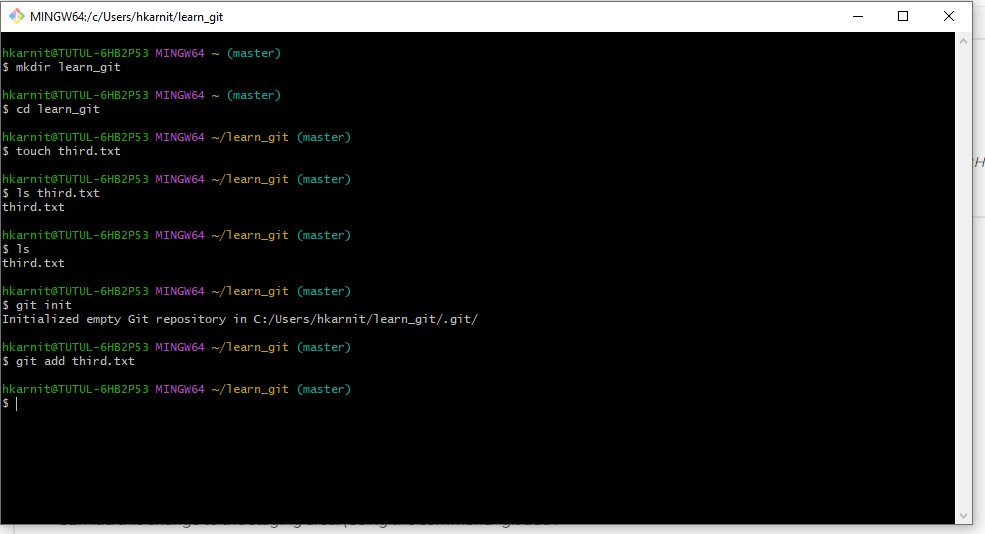 MINGW64:/c/Users/hkarnit/learn_git
hkarnit@TUTUL-6HB2P53 MINGW64 ~ (master)
$ mkdir learn_git
hkarnit@TUTUL-6HB2P53 MINGW64 ~ (master)
$ cd learn_git
hkarnit@TUTUL-6HB2P53 MINGW64 ~/learn_git (master)
$ touch third.txt
hkarnit@TUTUL-6HB2P53 MINGW64 ~/learn_git (master)
$ ls third.txt
third.txt
hkarnit@TUTUL-6HB2P53 MINGW64 ~/learn_git (master)
$ ls
third.txt
hkarnit@TUTUL-6HB2P53 MINGW64 ~/learn_git (master)
$ git init
Initialized empty Git repository in C:/Users/hkarnit/learn_git/.git/
hkarnit@TUTUL-6HB2P53 MINGW64 ~/learn_git (master)
$ git add third.txt
hkarnit@TUTUL-6HB2P53 MINGW64 ~/learn_git (master)
$